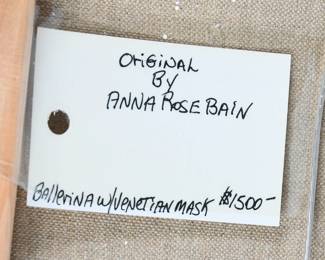 ORIGINAL
BY
ANNA ROSE BAIN
Ballerina w/Venetian mask $1500-